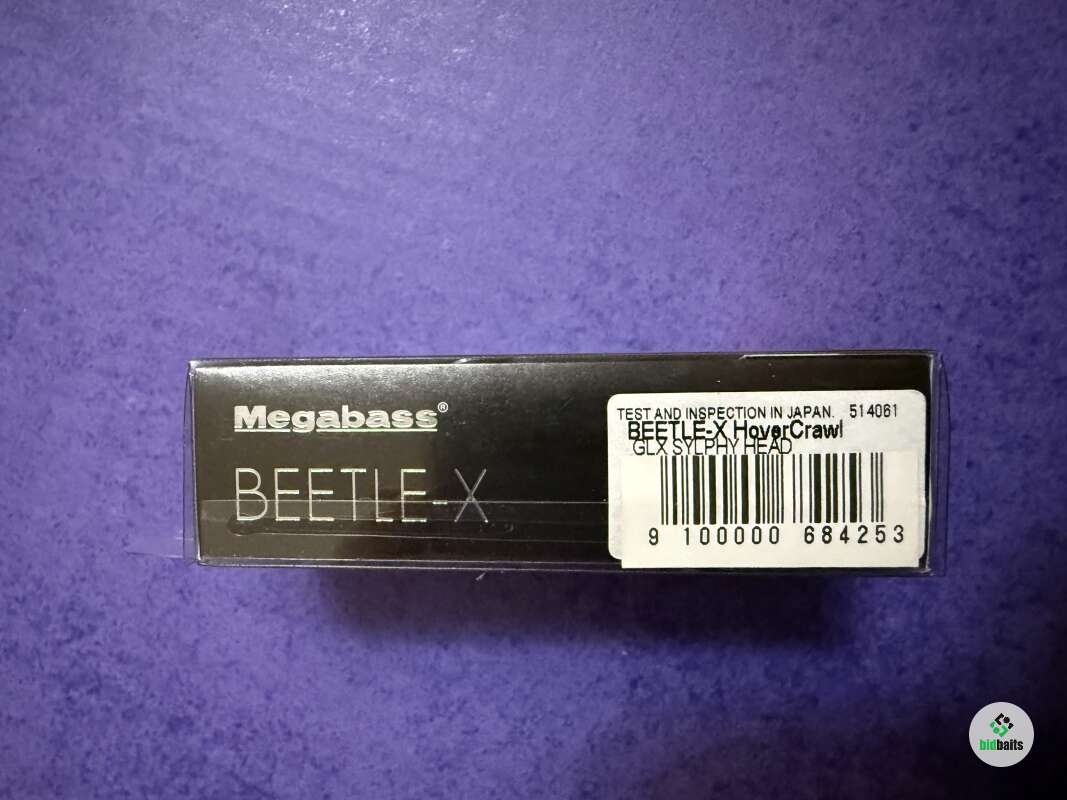 Megabass®
BEETLE-X
TEST AND INSPECTION IN JAPAN. 514061
BEETLE-X HoverCrawl
GLX SYLPHY HEAD
9 100000 684253
bidbaits